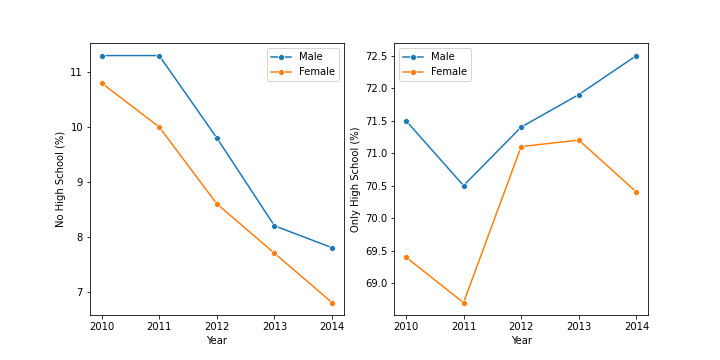 Male
Female
11
10
9
8
7
No High School (%)
2010 2011 2012 2013 2014
Year
Male
Female
72.5
72.0
71.5
71.0
70.5
70.0
69.5
69.0
Only High School (%)
2010 2011 2012 2013 2014
Year